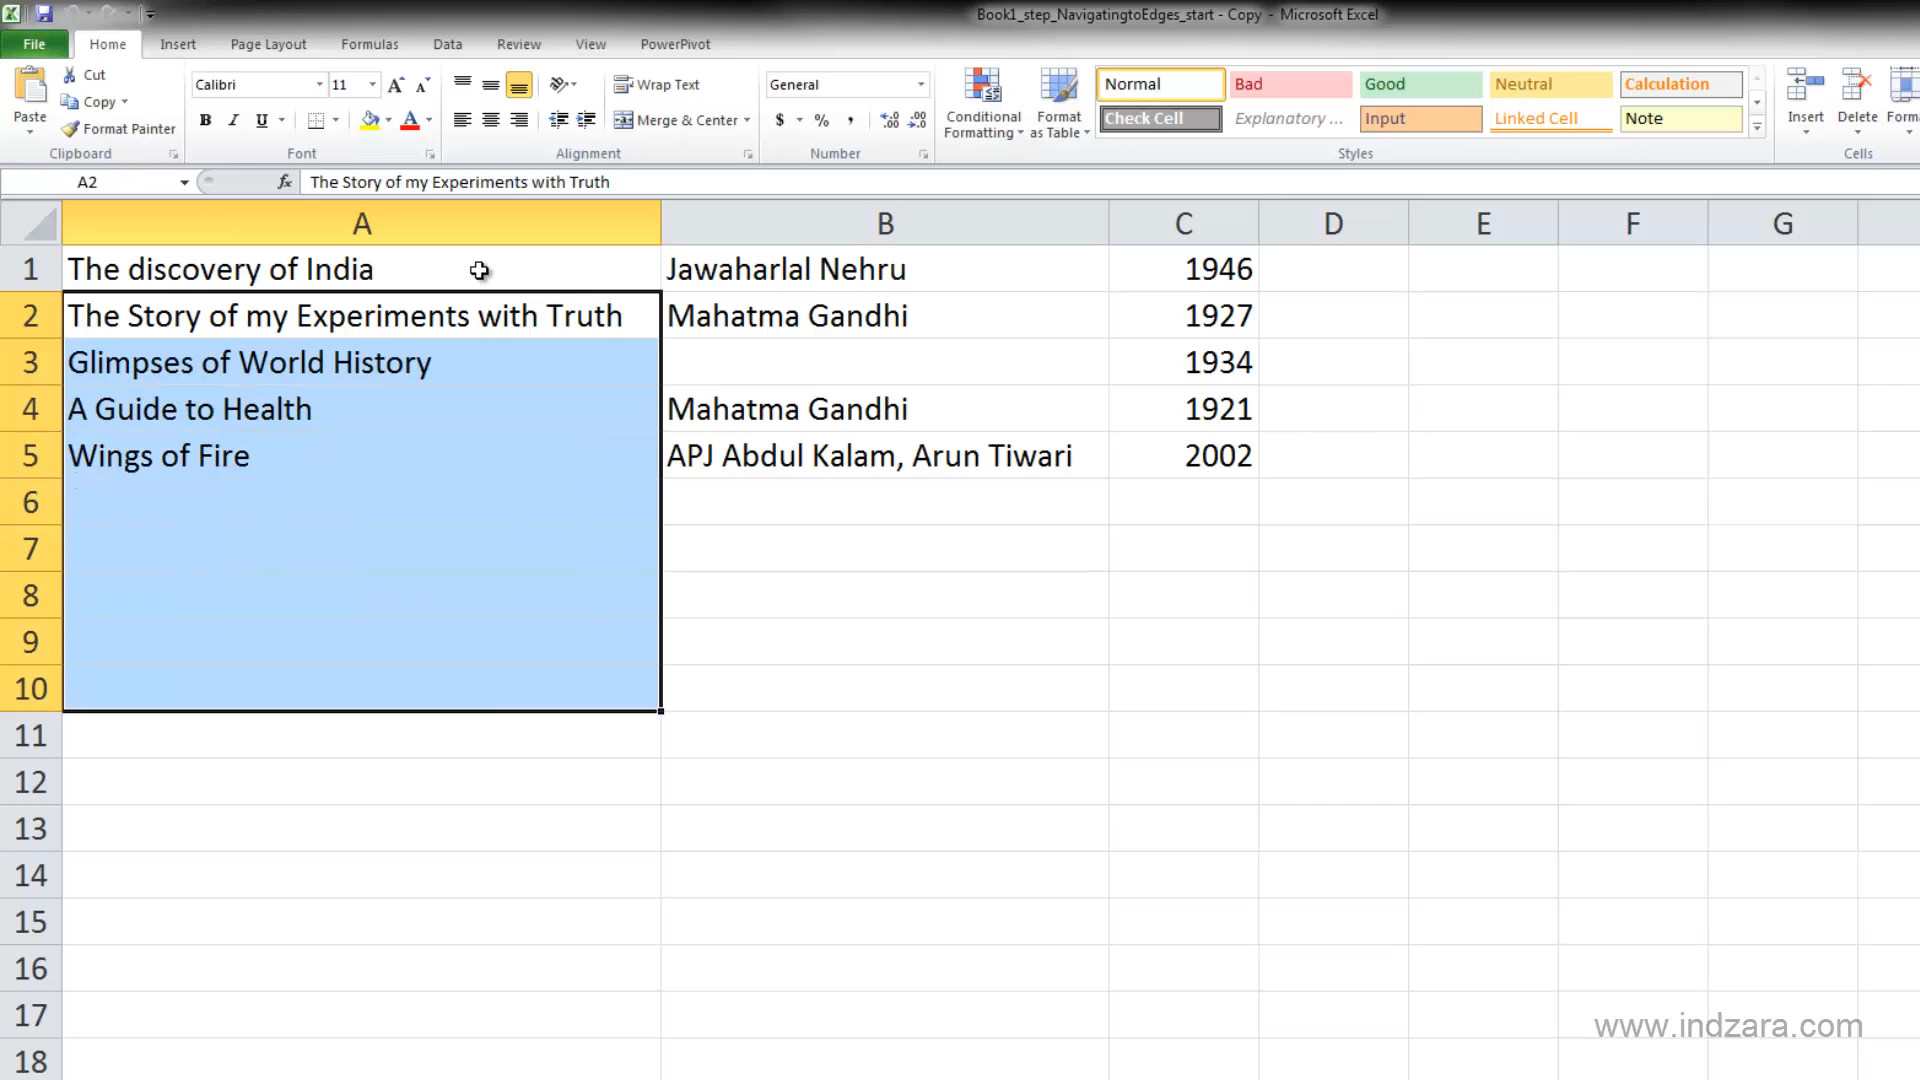 Book1_step_NavigatingtoEdges_start - Copy - Microsoft Excel
File Home Insert Page Layout Formulas Data Review View PowerPivot
Paste
Cut
Copy
Format Painter
Clipboard
Calibri 11
B I U
Font
Wrap Text
Merge & Center
Alignment
General
$ % ,
Number
Conditional Formatting
Format as Table
Normal Bad Good Neutral Calculation
Check Cell Explanatory ... Input Linked Cell Note
Styles
Insert Delete Form
Cells
A2 fx The Story of my Experiments with Truth
A B C D E F G
1 The discovery of India Jawaharlal Nehru 1946
2 The Story of my Experiments with Truth Mahatma Gandhi 1927
3 Glimpses of World History 1934
4 A Guide to Health Mahatma Gandhi 1921
5 Wings of Fire APJ Abdul Kalam, Arun Tiwari 2002
6
7
8
9
10
11
12
13
14
15
16
17
18
www.indzara.com